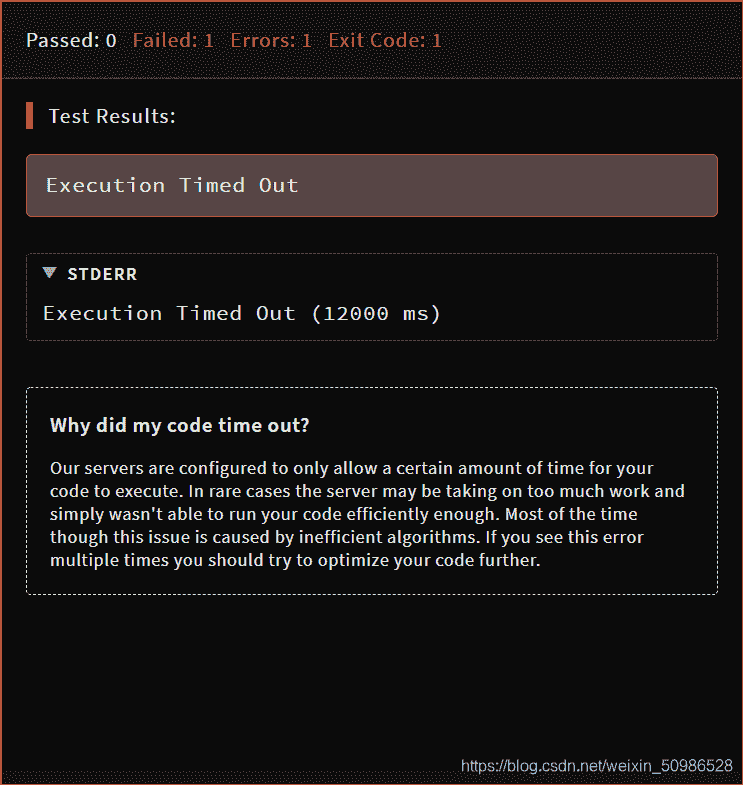 Passed: 0 Failed: 1 Errors: 1 Exit Code: 1
Test Results:
Execution Timed Out
STDERR
Execution Timed Out (12000 ms)
Why did my code time out?
Our servers are configured to only allow a certain amount of time for your
code to execute. In rare cases the server may be taking on too much work and
simply wasn't able to run your code efficiently enough. Most of the time
though this issue is caused by inefficient algorithms. If you see this error
multiple times you should try to optimize your code further.
https://blog.csdn.net/weixin_50986528